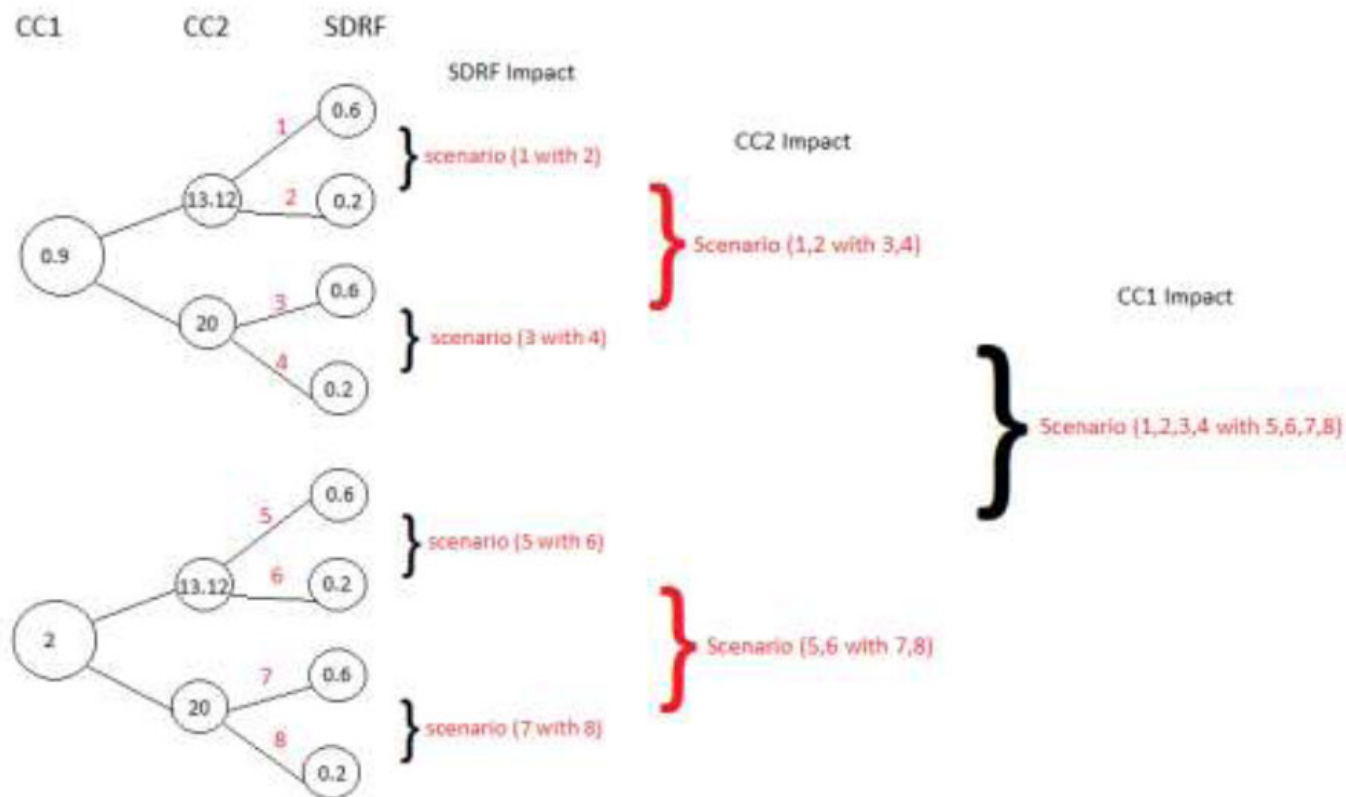 CC1 CC2 SDRF
SDRF Impact
0.6
1
scenario (1 with 2)
CC2 Impact
13.12
2
0.2
0.9
Scenario (1,2 with 3,4)
3
0.6
CC1 Impact
20
scenario (3 with 4)
4
0.2
Scenario (1,2,3,4 with 5,6,7,8)
0.6
5
scenario (5 with 6)
13.12
6
0.2
2
Scenario (5,6 with 7,8)
7
0.6
20
scenario (7 with 8)
8
0.2